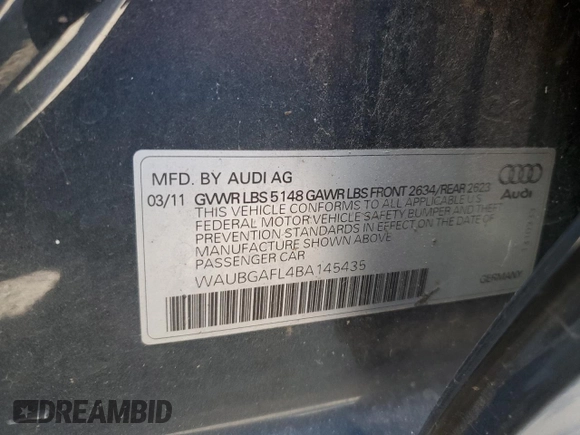 MFD. BY AUDI AG
03/11 GVWR LBS 5148 GAWR LBS FRONT 2634/REAR 2623
THIS VEHICLE CONFORMS TO ALL APPLICABLE U.S.
FEDERAL MOTOR VEHICLE SAFETY BUMPER AND THEFT
PREVENTION STANDARDS IN EFFECT ON THE DATE OF
MANUFACTURE SHOWN ABOVE
PASSENGER CAR
WAUBGAFL4BA145435
Audi
GERMANY
DREAMBID